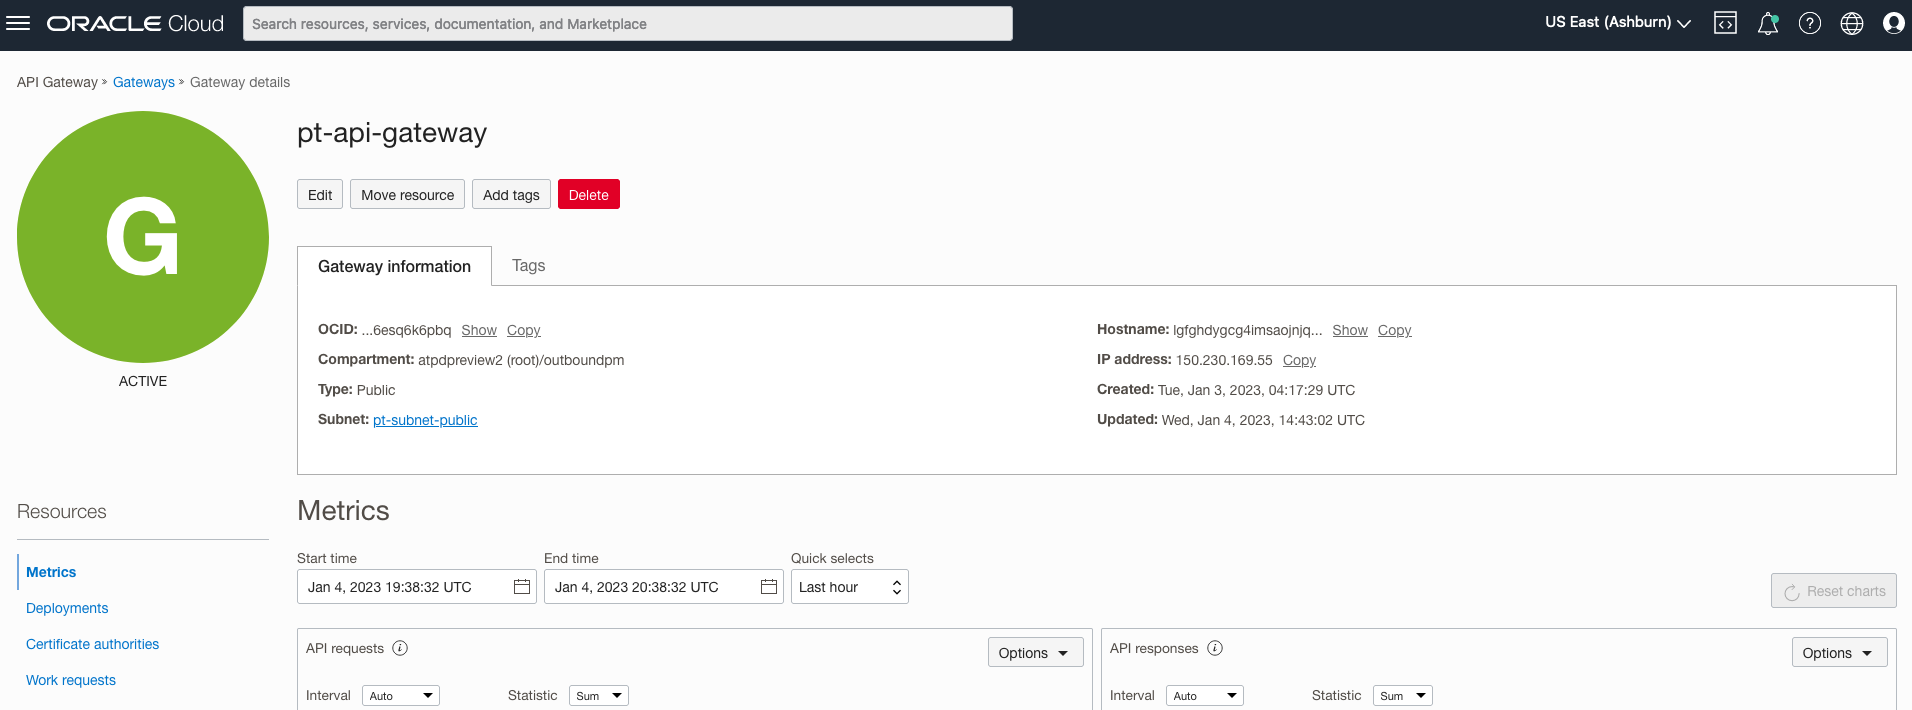 ORACLE Cloud
Search resources, services, documentation, and Marketplace
US East (Ashburn)
API Gateway » Gateways » Gateway details
G
ACTIVE
pt-api-gateway
Edit
Move resource
Add tags
Delete
Gateway information
Tags
OCID: ...6esq6k6pbq Show Copy
Compartment: atpdpreview2 (root)/outboundpm
Type: Public
Subnet: pt-subnet-public
Hostname: lgfghdygcg4imsaojnjq... Show Copy
IP address: 150.230.169.55 Copy
Created: Tue, Jan 3, 2023, 04:17:29 UTC
Updated: Wed, Jan 4, 2023, 14:43:02 UTC
Resources
Metrics
Deployments
Certificate authorities
Work requests
Metrics
Start time
Jan 4, 2023 19:38:32 UTC
End time
Jan 4, 2023 20:38:32 UTC
Quick selects
Last hour
Reset charts
API requests
Options
Interval Auto
Statistic Sum
API responses
Options
Interval Auto
Statistic Sum